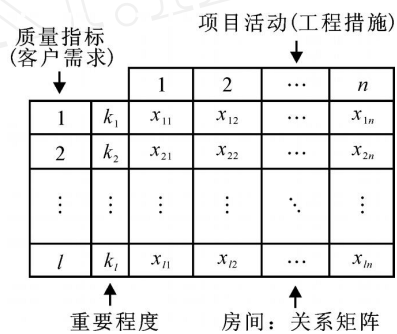 质量指标
(客户需求)
项目活动(工程措施)
1 2 … n
1 k₁ x₁₁ x₁₂ … x₁ₙ
2 k₂ x₂₁ x₂₂ … x₂ₙ
⋮ ⋮ ⋮ ⋮ ⋱ ⋮
l kₗ xₗ₁ xₗ₂ … xₗₙ
重要程度
房间：关系矩阵